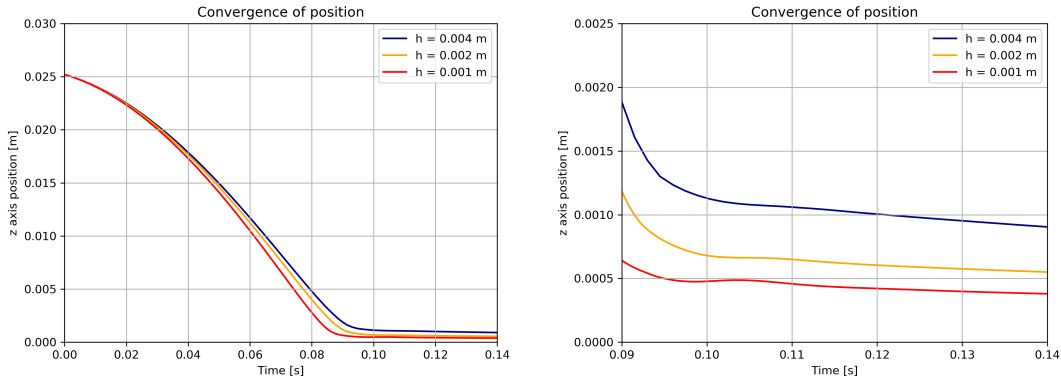 Convergence of position
z axis position [m]
0.030
0.025
0.020
0.015
0.010
0.005
0.000
h = 0.004 m
h = 0.002 m
h = 0.001 m
0.00 0.02 0.04 0.06 0.08 0.10 0.12 0.14
Time [s]
Convergence of position
z axis position [m]
0.0025
0.0020
0.0015
0.0010
0.0005
0.0000
h = 0.004 m
h = 0.002 m
h = 0.001 m
0.09 0.10 0.11 0.12 0.13 0.14
Time [s]